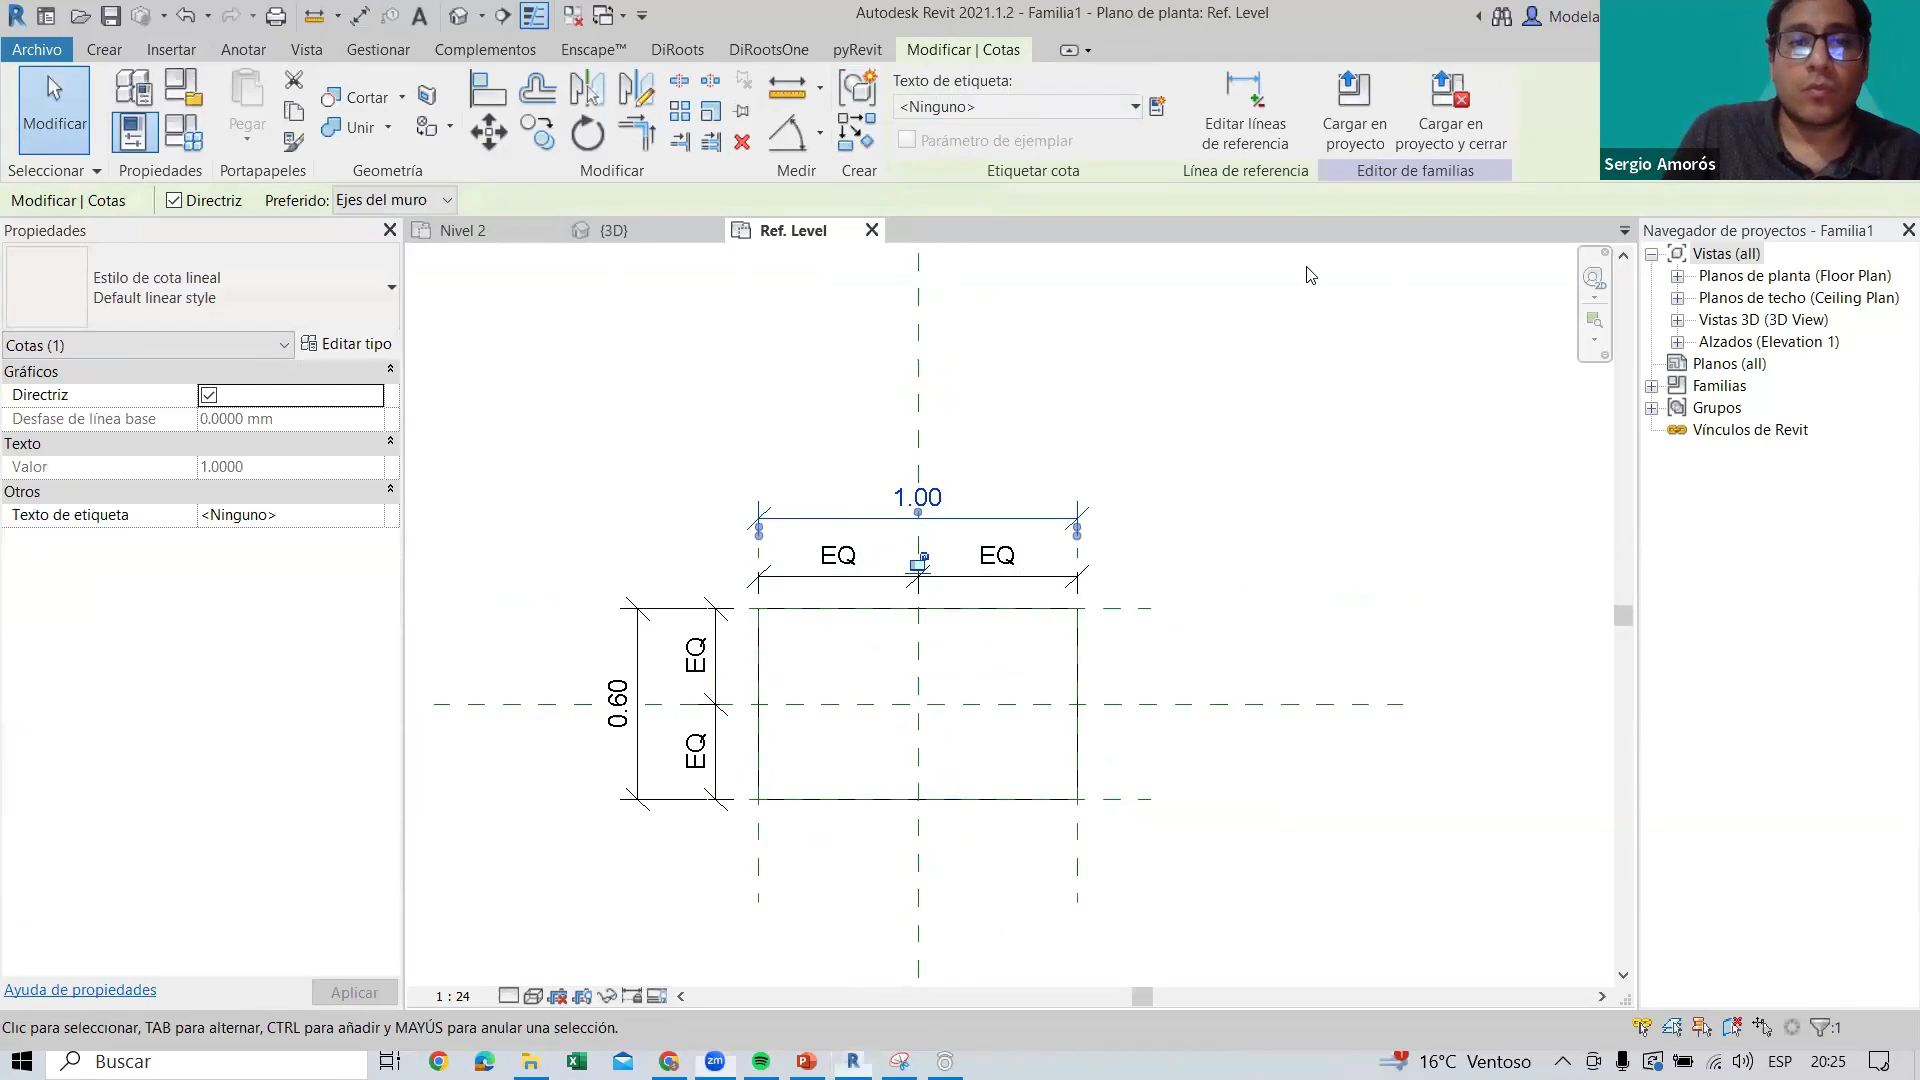 Autodesk Revit 2021.1.2 - Familia1 - Plano de planta: Ref. Level
Modela
Archivo Crear Insertar Anotar Vista Gestionar Complementos Enscape™ DiRoots DiRootsOne pyRevit Modificar | Cotas
Modificar
Pegar
Cortar
Unir
Texto de etiqueta:
<Ninguno>
Parámetro de ejemplar
Editar líneas
de referencia
Cargar en
proyecto
Cargar en
proyecto y cerrar
Sergio Amorós
Seleccionar Propiedades Portapapeles Geometría Modificar Medir Crear Etiquetar cota Línea de referencia Editor de familias
Modificar | Cotas Directriz Preferido: Ejes del muro
Propiedades
Nivel 2 {3D} Ref. Level
Navegador de proyectos - Familia1
Estilo de cota lineal
Default linear style
Cotas (1) Editar tipo
Gráficos
Directriz
Desfase de línea base 0.0000 mm
Texto
Valor 1.0000
Otros
Texto de etiqueta <Ninguno>
Vistas (all)
Planos de planta (Floor Plan)
Planos de techo (Ceiling Plan)
Vistas 3D (3D View)
Alzados (Elevation 1)
Planos (all)
Familias
Grupos
Vínculos de Revit
1.00
EQ EQ
0.60
EQ
EQ
Ayuda de propiedades Aplicar
1 : 24
Clic para seleccionar, TAB para alternar, CTRL para añadir y MAYÚS para anular una selección.
:1
Buscar
16°C Ventoso ESP 20:25